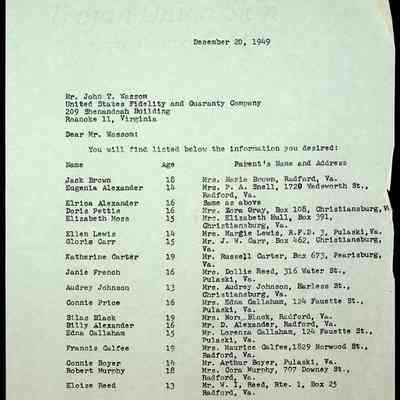 December 20, 1949
Mr. John T. Wassom
United States Fidelity and Guaranty Company
209 Shenandoah Building
Roanoke 11, Virginia
Dear Mr. Wassom:
You will find listed below the information you desired:
Name Age Parent's Name and Address
Jack Brown 18 Mrs. Marie Brown, Radford, Va.
Eugenia Alexander 14 Mrs. P. A. Snell, 1720 Wadsworth St.,
Radford, Va.
Elrica Alexander 16 Same as above
Doris Pettie 16 Mrs. Zora Gray, Box 108, Christiansburg, Va.
Elizabeth Moss 15 Mrs. Elizabeth Hull, Box 391,
Christiansburg, Va.
Ellen Lewis 14 Mrs. Margie Lewis, R.F.D. 3, Pulaski, Va.
Gloris Carr 15 Mr. J. W. Carr, Box 462, Christiansburg,
Va.
Katherine Carter 19 Mr. Russell Carter, Box 673, Pearisburg,
Va.
Janie French 16 Mrs. Dollie Reed, 316 Water St.,
Pulaski, Va.
Audrey Johnson 13 Mrs. Audrey Johnson, Harless St.,
Christiansburg, Va.
Connie Price 16 Mrs. Edna Callaham, 124 Fauette St.,
Pulaski, Va.
Silas Black 19 Mrs. Nora Black, Radford, Va.
Billy Alexander 16 Mr. D. Alexander, Radford, Va.
Edna Callaham 15 Mr. Lorenza Callaham, 124 Fauette St.,
Pulaski, Va.
Francis Calfee 19 Mrs. Maurice Calfee, 1829 Norwood St.,
Radford, Va.
Connie Boyer 14 Mr. Arthur Boyer, Pulaski, Va.
Robert Murphy 18 Mrs. Cora Murphy, 707 Downey St.,
Radford, Va.
Eloise Reed 13 Mr. W. I. Reed, Rte. 1, Box 25
Radford, Va.